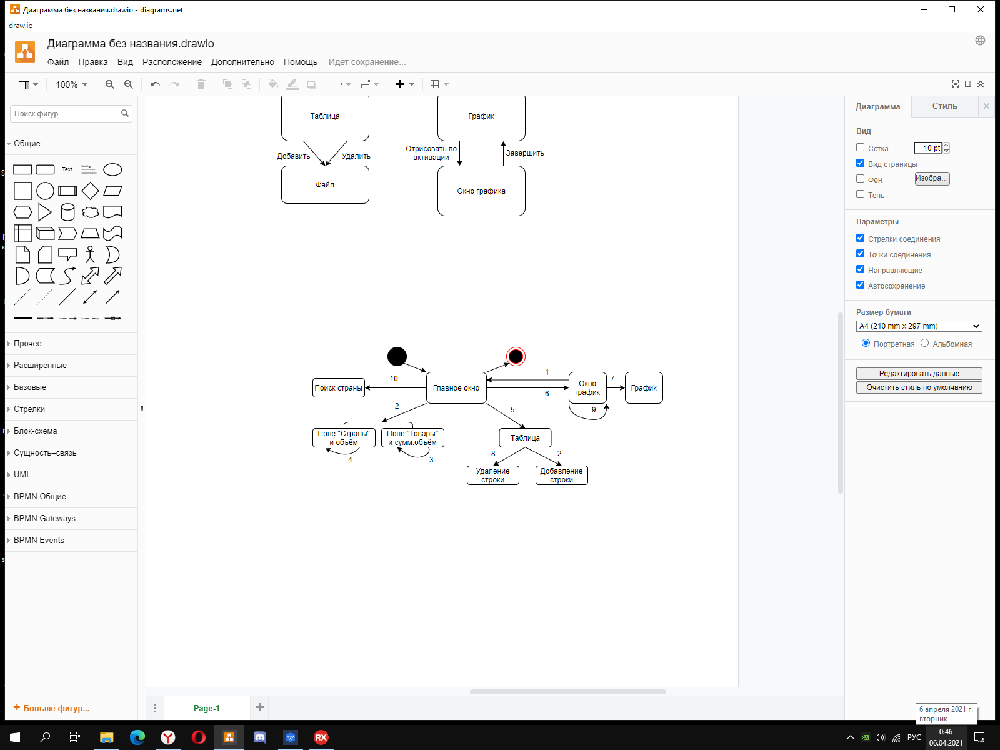 Диаграмма без названия.drawio - diagrams.net
draw.io
Диаграмма без названия.drawio
Файл Правка Вид Расположение Дополнительно Помощь Идет сохранение...
100%
Поиск фигур
Общие
Text
Heading
Прочее
Расширенные
Базовые
Стрелки
Блок-схема
Сущность–связь
UML
BPMN Общие
BPMN Gateways
BPMN Events
Больше фигур...
Таблица
График
Добавить
Удалить
Отрисовать по
активации
Завершить
Файл
Окно графика
10
Поиск страны
Главное окно
1
6
Окно
график
7
График
9
2
5
Поле "Страны"
и объём
Поле "Товары"
и сумм.объём
4
3
Таблица
8
2
Удаление
строки
Добавление
строки
Page-1
Диаграмма
Стиль
Вид
Сетка
10 pt
Вид страницы
Фон
Изобра...
Тень
Параметры
Стрелки соединения
Точки соединения
Направляющие
Автосохранение
Размер бумаги
A4 (210 mm x 297 mm)
Портретная
Альбомная
Редактировать данные
Очистить стиль по умолчанию
6 апреля 2021 г.
вторник
РУС
0:46
06.04.2021